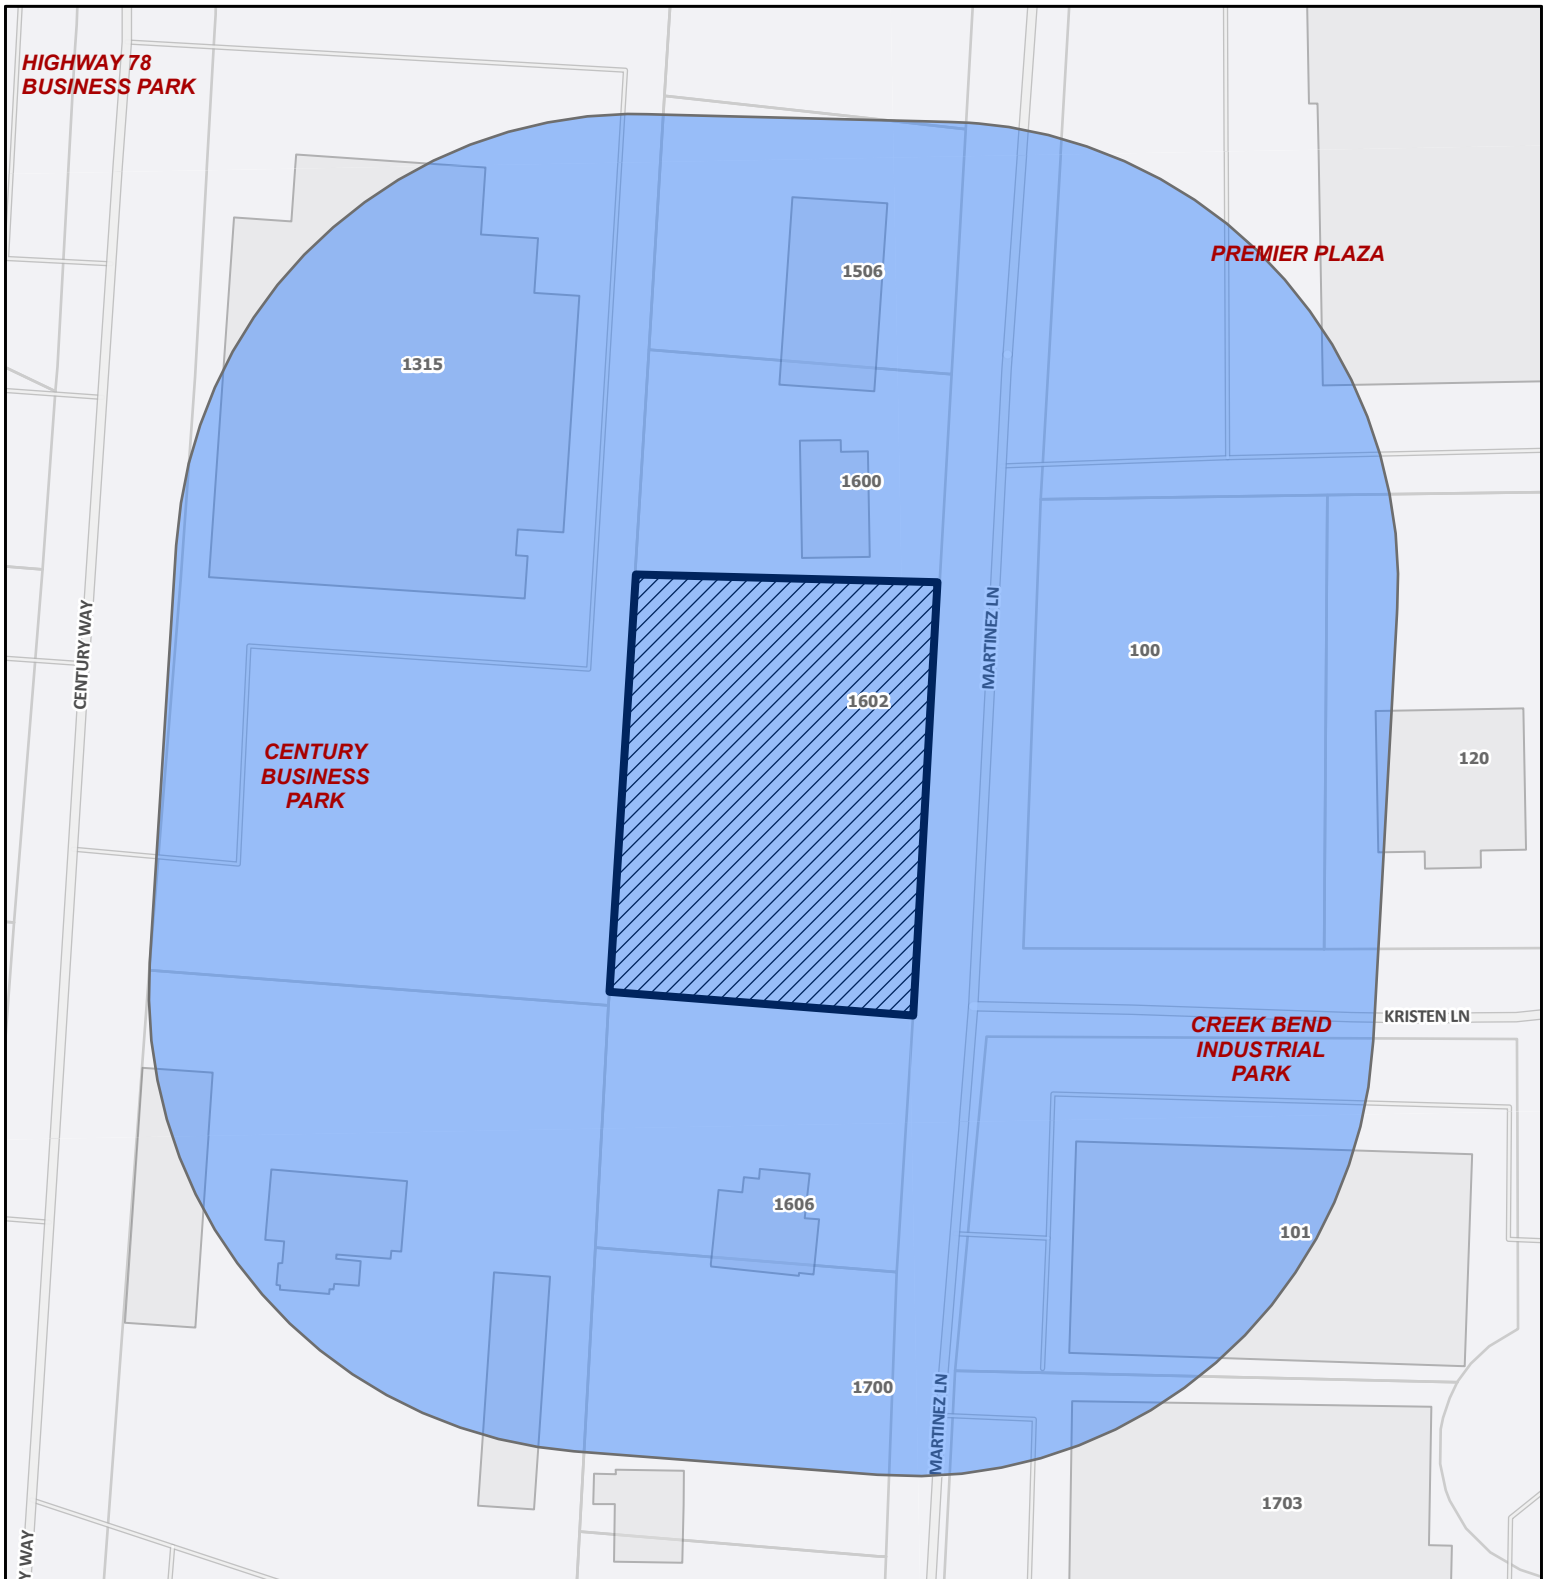 HIGHWAY 78
BUSINESS PARK
PREMIER PLAZA
1506
1315
1600
MARTINEZ LN
CENTURY WAY
100
1602
CENTURY
BUSINESS
PARK
120
KRISTEN LN
CREEK BEND
INDUSTRIAL
PARK
1606
101
1700
MARTINEZ LN
1703
Y WAY